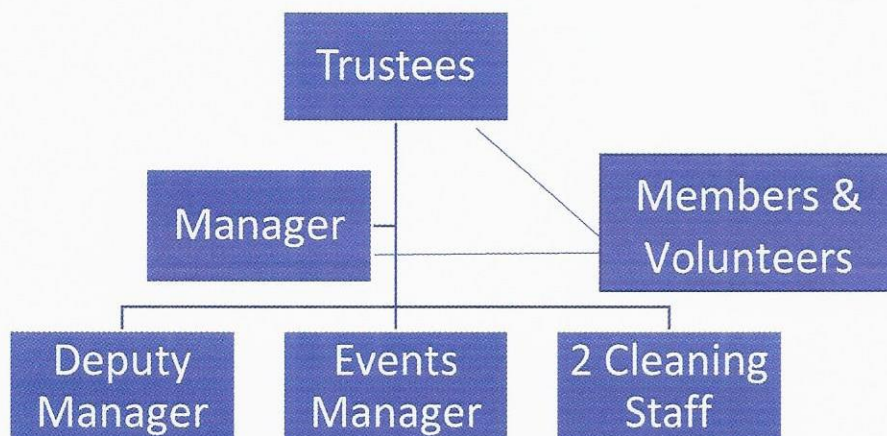 Trustees
Manager
Members &
Volunteers
Deputy
Manager
Events
Manager
2 Cleaning
Staff